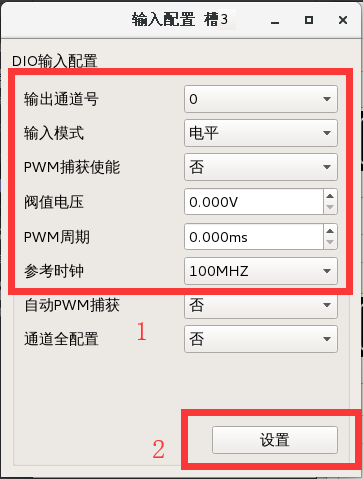 输入配置 槽3
DIO输入配置
输出通道号 0
输入模式 电平
PWM捕获使能 否
阀值电压 0.000V
PWM周期 0.000ms
参考时钟 100MHZ
自动PWM捕获 否
1
通道全配置 否
设置
2